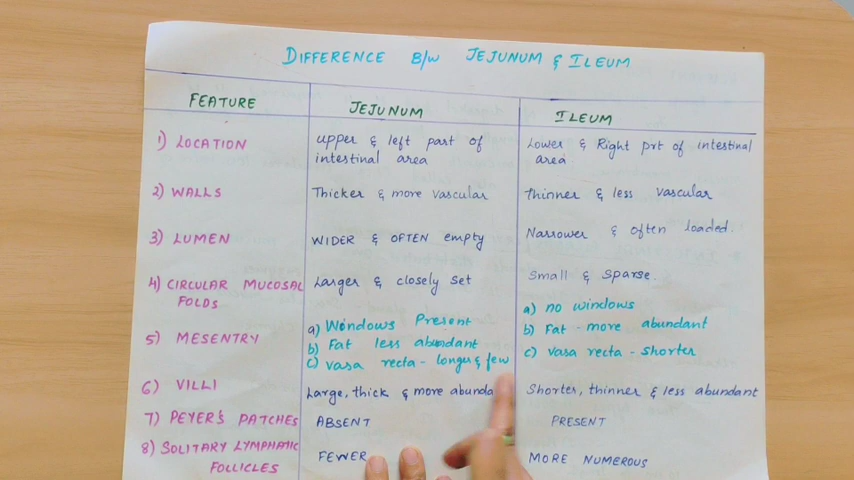 DIFFERENCE B/W JEJUNUM & ILEUM
FEATURE JEJUNUM ILEUM
1) LOCATION
upper & left part of
intestinal area
Lower & Right prt of intestinal
area
2) WALLS Thicker & more vascular thinner & less vascular
3) LUMEN WIDER & OFTEN empty Narrower & often loaded.
4) CIRCULAR MUCOSAL
FOLDS
Larger & closely set
Small & sparse.
5) MESENTRY
a) Windows Present
b) Fat less abundant
c) vasa recta - longer & few
a) no windows
b) Fat - more abundant
c) vasa recta - shorter
6) VILLI Large, thick & more abunda Shorter, thinner & less abundant
7) PEYER'S PATCHES ABSENT PRESENT
8) SOLITARY LYMPHATIC
FOLLICLES
FEWER
MORE NUMEROUS